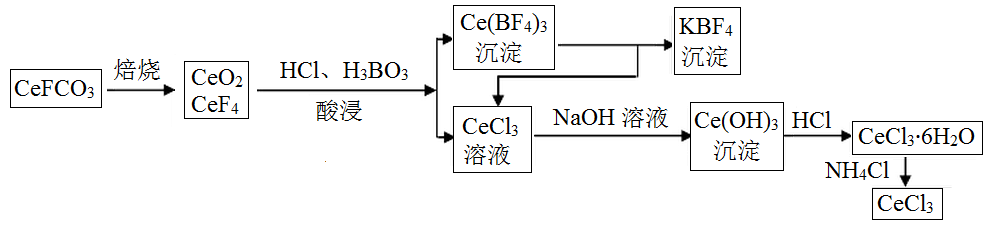 CeFCO₃
焙烧
CeO₂
CeF₄
HCl、H₃BO₃
酸浸
Ce(BF₄)₃
沉淀
KBF₄
沉淀
CeCl₃
溶液
NaOH 溶液
Ce(OH)₃
沉淀
HCl
CeCl₃·6H₂O
NH₄Cl
CeCl₃